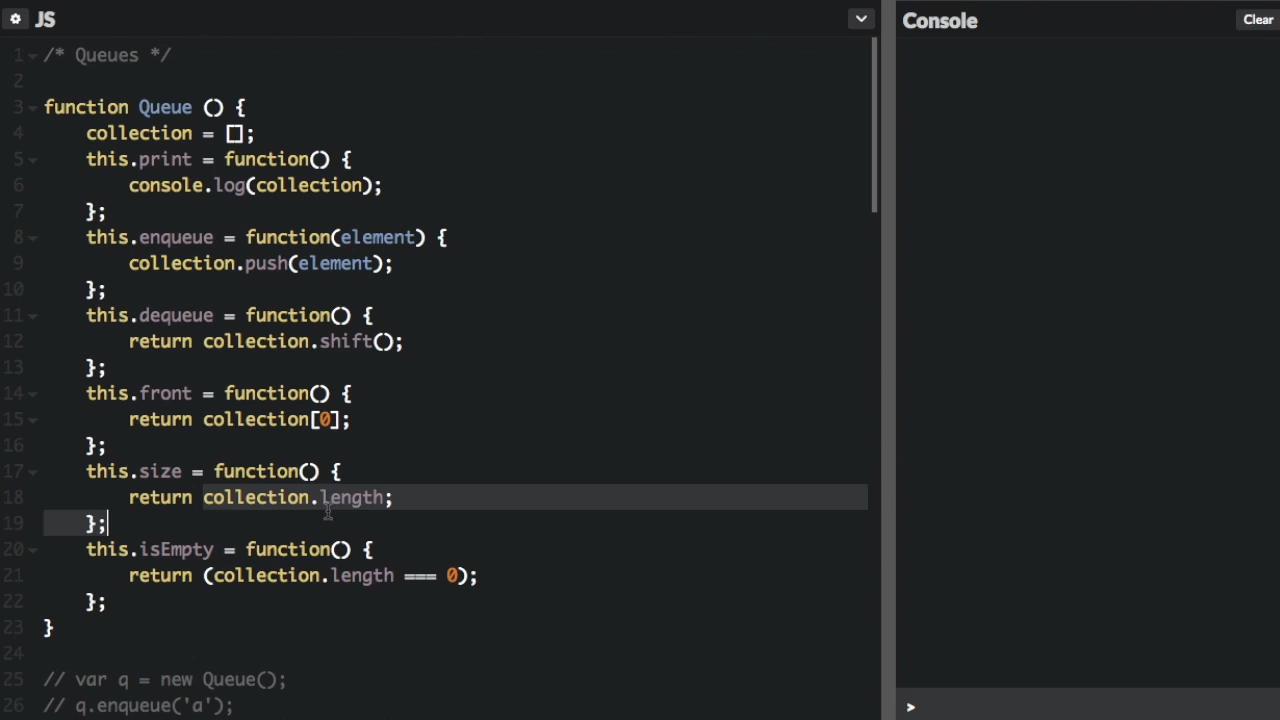 JS
Console
Clear
1 /* Queues */
2
3 function Queue () {
4     collection = [];
5     this.print = function() {
6         console.log(collection);
7     };
8     this.enqueue = function(element) {
9         collection.push(element);
10     };
11     this.dequeue = function() {
12         return collection.shift();
13     };
14     this.front = function() {
15         return collection[0];
16     };
17     this.size = function() {
18         return collection.length;
19     };
20     this.isEmpty = function() {
21         return (collection.length === 0);
22     };
23 }
24
25 // var q = new Queue();
26 // q.enqueue('a');
>